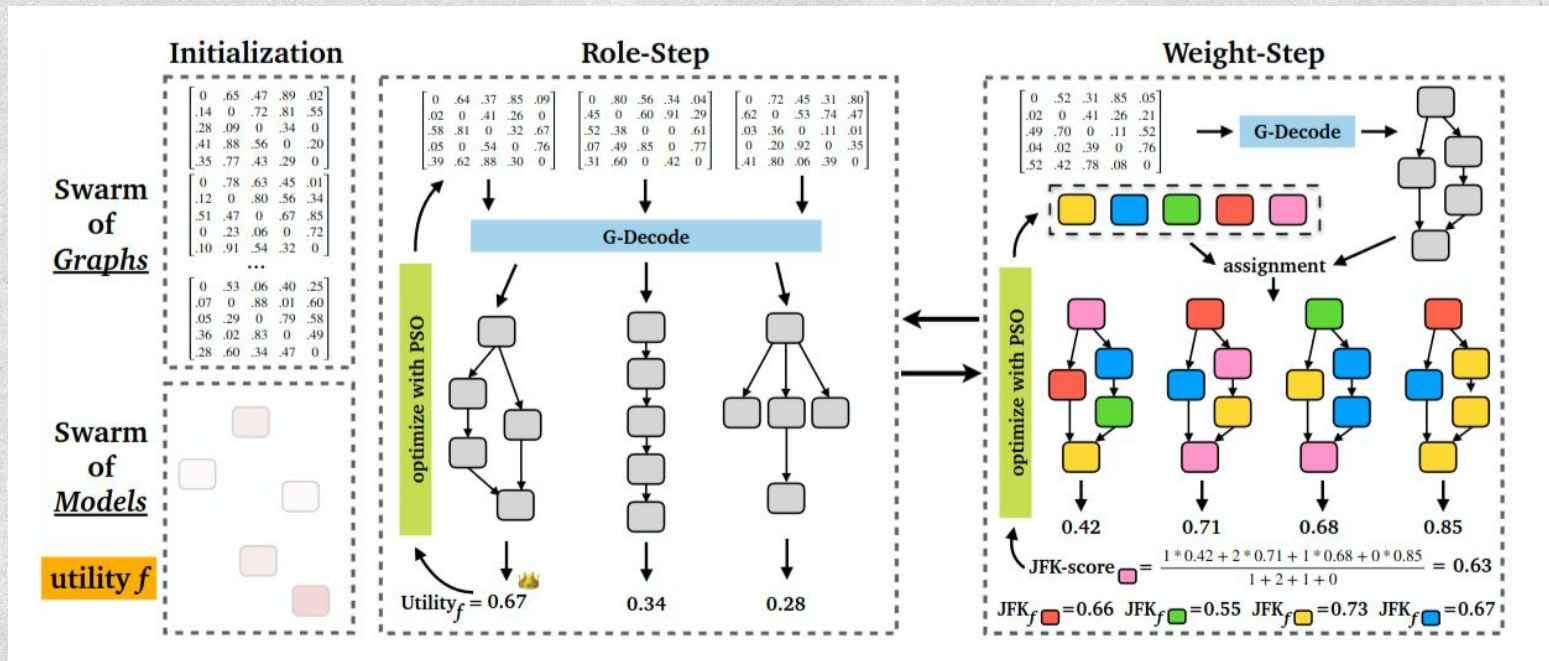 Initialization
Swarm
of
Graphs
0 .65 .47 .89 .02
.14 0 .72 .81 .55
.28 .09 0 .34 0
.41 .88 .56 0 .20
.35 .77 .43 .29 0
0 .78 .63 .45 .01
.12 0 .80 .56 .34
.51 .47 0 .67 .85
0 .23 .06 0 .72
.10 .91 .54 .32 0
...
0 .53 .06 .40 .25
.07 0 .88 .01 .60
.05 .29 0 .79 .58
.36 .02 .83 0 .49
.28 .60 .34 .47 0
Swarm
of
Models
utility f
Role-Step
0 .64 .37 .85 .09
.02 0 .41 .26 0
.58 .81 0 .32 .67
.05 0 .54 0 .76
.39 .62 .88 .30 0
0 .80 .56 .34 .04
.45 0 .60 .91 .29
.52 .38 0 0 .61
.07 .49 .85 0 .77
.31 .60 0 .42 0
0 .72 .45 .31 .80
.62 0 .53 .74 .47
.03 .36 0 .11 .01
0 .20 .92 0 .35
.41 .80 .06 .39 0
G-Decode
optimize with PSO
Utility_f = 0.67
0.34
0.28
Weight-Step
0 .52 .31 .85 .05
.02 0 .41 .26 .21
.49 .70 0 .11 .52
.04 .02 .39 0 .76
.52 .42 .78 .08 0
G-Decode
assignment
optimize with PSO
0.42
0.71
0.68
0.85
JFK-score = 1 * 0.42 + 2 * 0.71 + 1 * 0.68 + 0 * 0.85 / 1 + 2 + 1 + 0 = 0.63
JFK_f =0.66 JFK_f =0.55 JFK_f =0.73 JFK_f =0.67